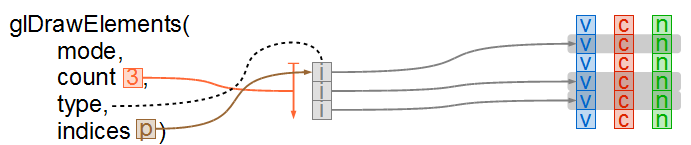 glDrawElements(
mode,
count 3,
type,
indices p)
i
i
i
v c n
v c n
v c n
v c n
v c n
v c n